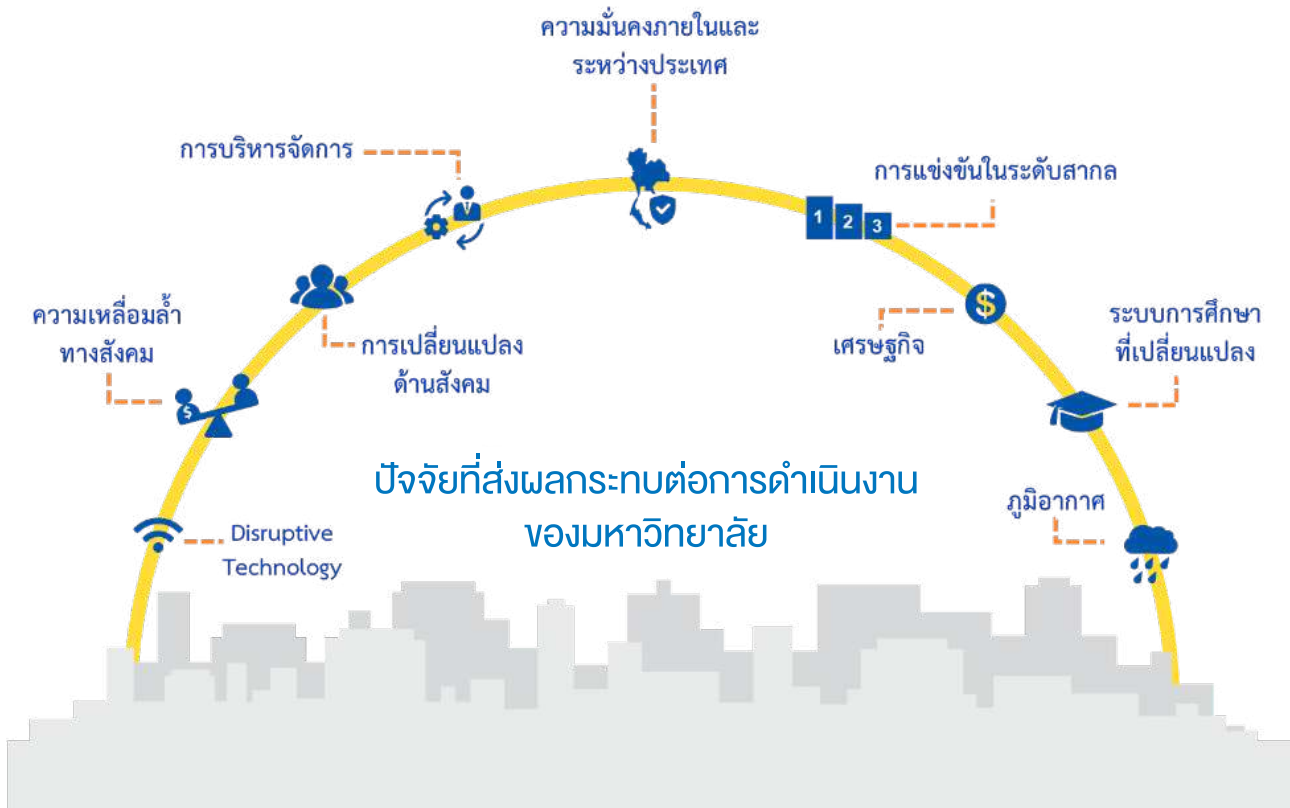 ความมั่นคงภายในและ
ระหว่างประเทศ
การบริหารจัดการ
การแข่งขันในระดับสากล
1 2 3
ความเหลื่อมล้ำ
ทางสังคม
การเปลี่ยนแปลง
ด้านสังคม
$
เศรษฐกิจ
ระบบการศึกษา
ที่เปลี่ยนแปลง
$
ปัจจัยที่ส่งผลกระทบต่อการดำเนินงาน
ของมหาวิทยาลัย
Disruptive
Technology
ภูมิอากาศ